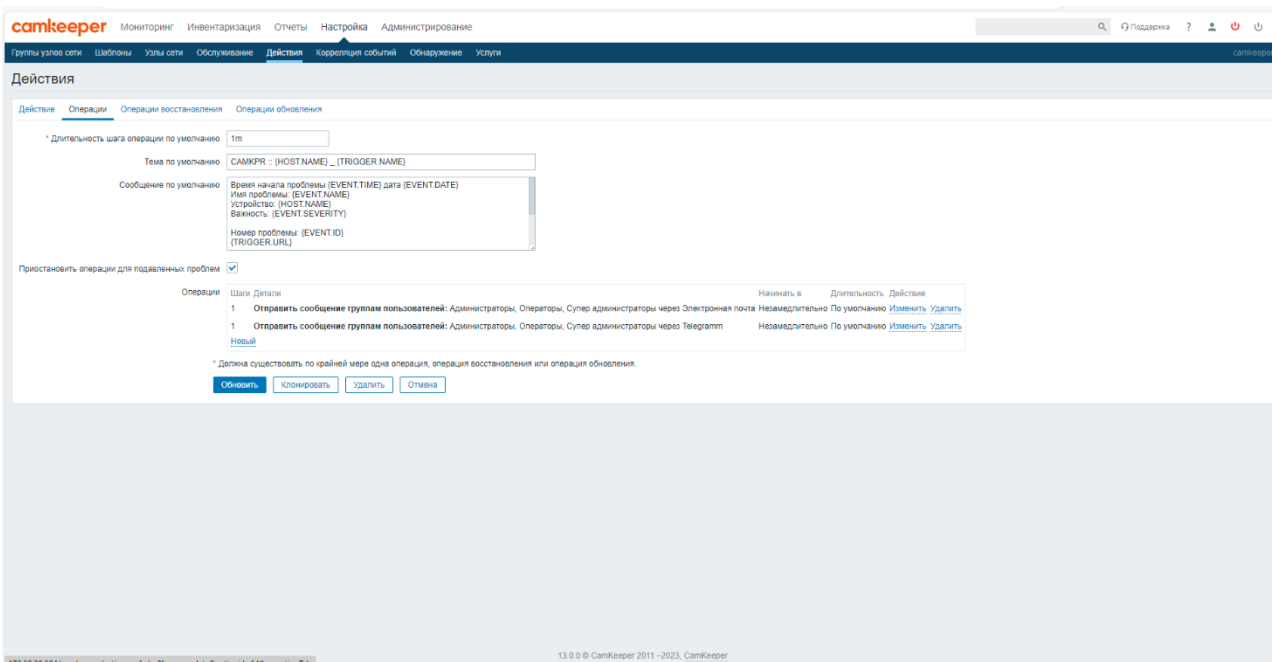 camkeeper Мониторинг Инвентаризация Отчеты Настройка Администрирование Поддержка ?
Группы узлов сети Шаблоны Узлы сети Обслуживание Действия Корреляция событий Обнаружение Услуги camkeeper
Действия
Действие Операции Операции восстановления Операции обновления
* Длительность шага операции по умолчанию 1m
Тема по умолчанию CAMKPR :: {HOST.NAME} _ {TRIGGER.NAME}
Сообщение по умолчанию Время начала проблемы {EVENT.TIME} дата {EVENT.DATE}
Имя проблемы: {EVENT.NAME}
Устройство: {HOST.NAME}
Важность: {EVENT.SEVERITY}
Номер проблемы: {EVENT.ID}
{TRIGGER.URL}
Приостановить операции для подавленных проблем
Операции Шаги Детали Начинать в Длительность Действие
1 Отправить сообщение группам пользователей: Администраторы, Операторы, Супер администраторы через Электронная почта Незамедлительно По умолчанию Изменить Удалить
1 Отправить сообщение группам пользователей: Администраторы, Операторы, Супер администраторы через Telegramm Незамедлительно По умолчанию Изменить Удалить
Новый
* Должна существовать по крайней мере одна операция, операция восстановления или операция обновления.
Обновить Клонировать Удалить Отмена
13.0.0 © CamKeeper 2011 –2023, CamKeeper